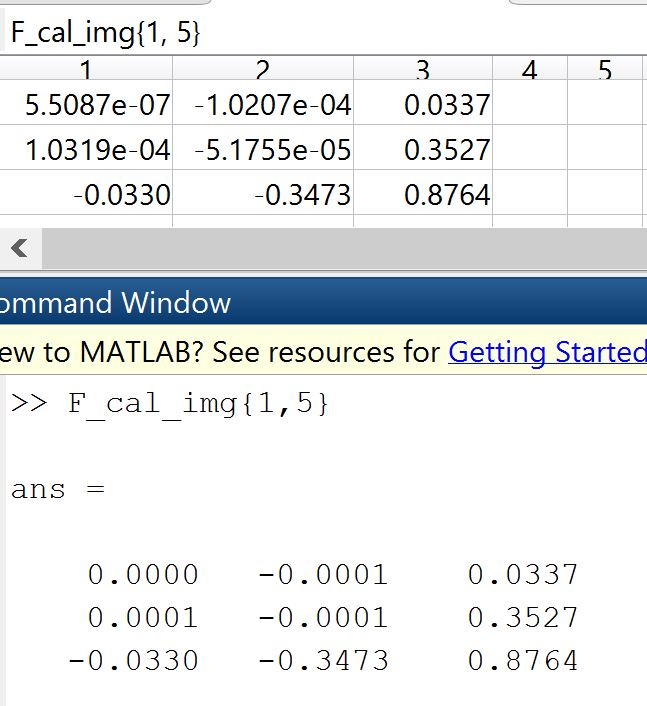 F_cal_img{1, 5}
1 2 3 4 5
5.5087e-07 -1.0207e-04 0.0337
1.0319e-04 -5.1755e-05 0.3527
-0.0330 -0.3473 0.8764
ommand Window
ew to MATLAB? See resources for Getting Started
>> F_cal_img{1,5}
ans =
0.0000 -0.0001 0.0337
0.0001 -0.0001 0.3527
-0.0330 -0.3473 0.8764